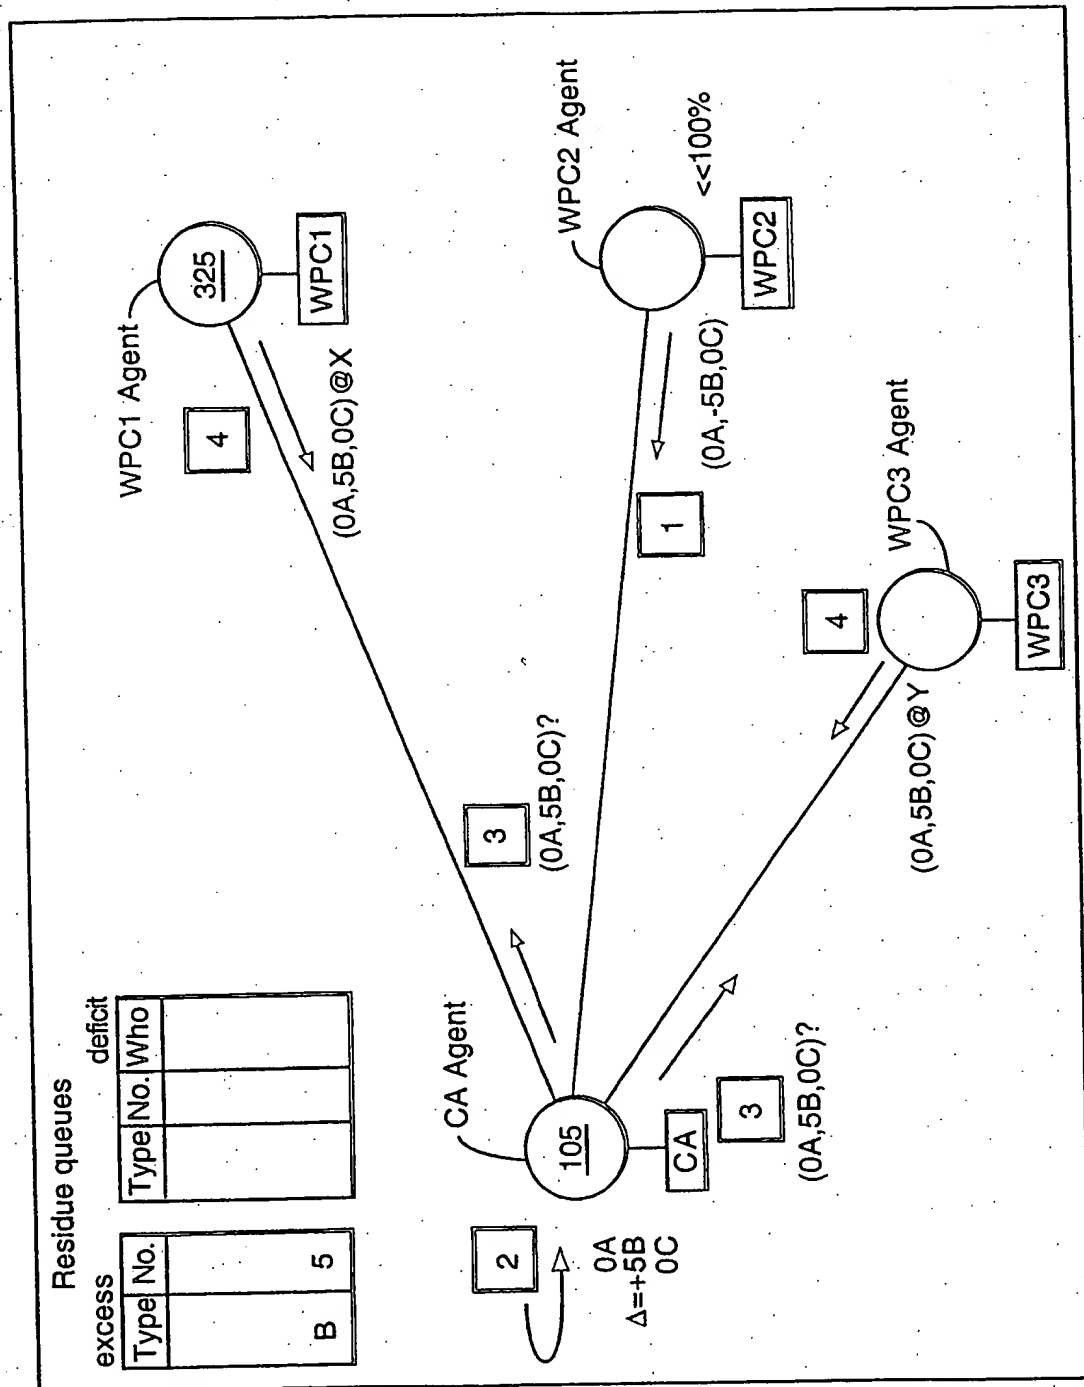 Residue queues
excess
deficit
Type No.
B 5
Type No. Who
2
0A
Δ=+5B
0C
CA Agent
105
CA
3
(0A,5B,0C)?
3
(0A,5B,0C)?
WPC1 Agent
325
WPC1
4
(0A,5B,0C)@X
WPC2 Agent
<<100%
WPC2
(0A,-5B,0C)
1
WPC3 Agent
4
WPC3
(0A,5B,0C)@Y